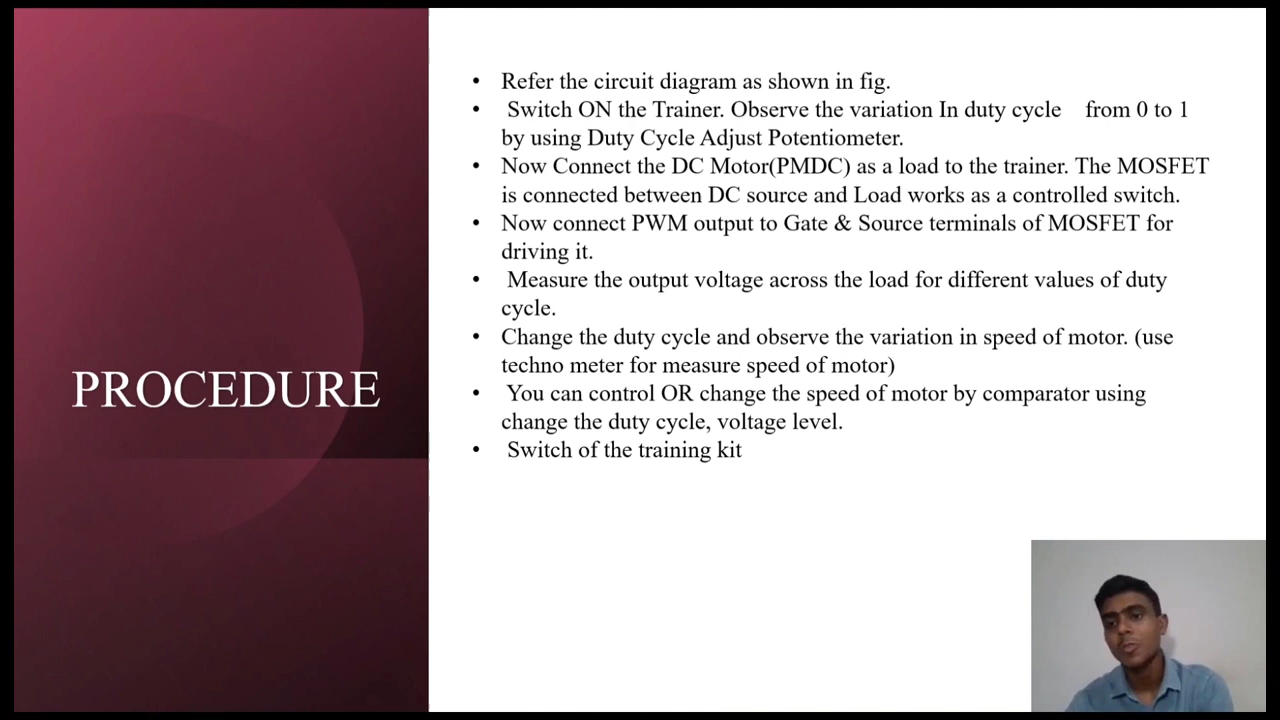 PROCEDURE
• Refer the circuit diagram as shown in fig.
• Switch ON the Trainer. Observe the variation In duty cycle from 0 to 1
by using Duty Cycle Adjust Potentiometer.
• Now Connect the DC Motor(PMDC) as a load to the trainer. The MOSFET
is connected between DC source and Load works as a controlled switch.
• Now connect PWM output to Gate & Source terminals of MOSFET for
driving it.
• Measure the output voltage across the load for different values of duty
cycle.
• Change the duty cycle and observe the variation in speed of motor. (use
techno meter for measure speed of motor)
• You can control OR change the speed of motor by comparator using
change the duty cycle, voltage level.
• Switch of the training kit